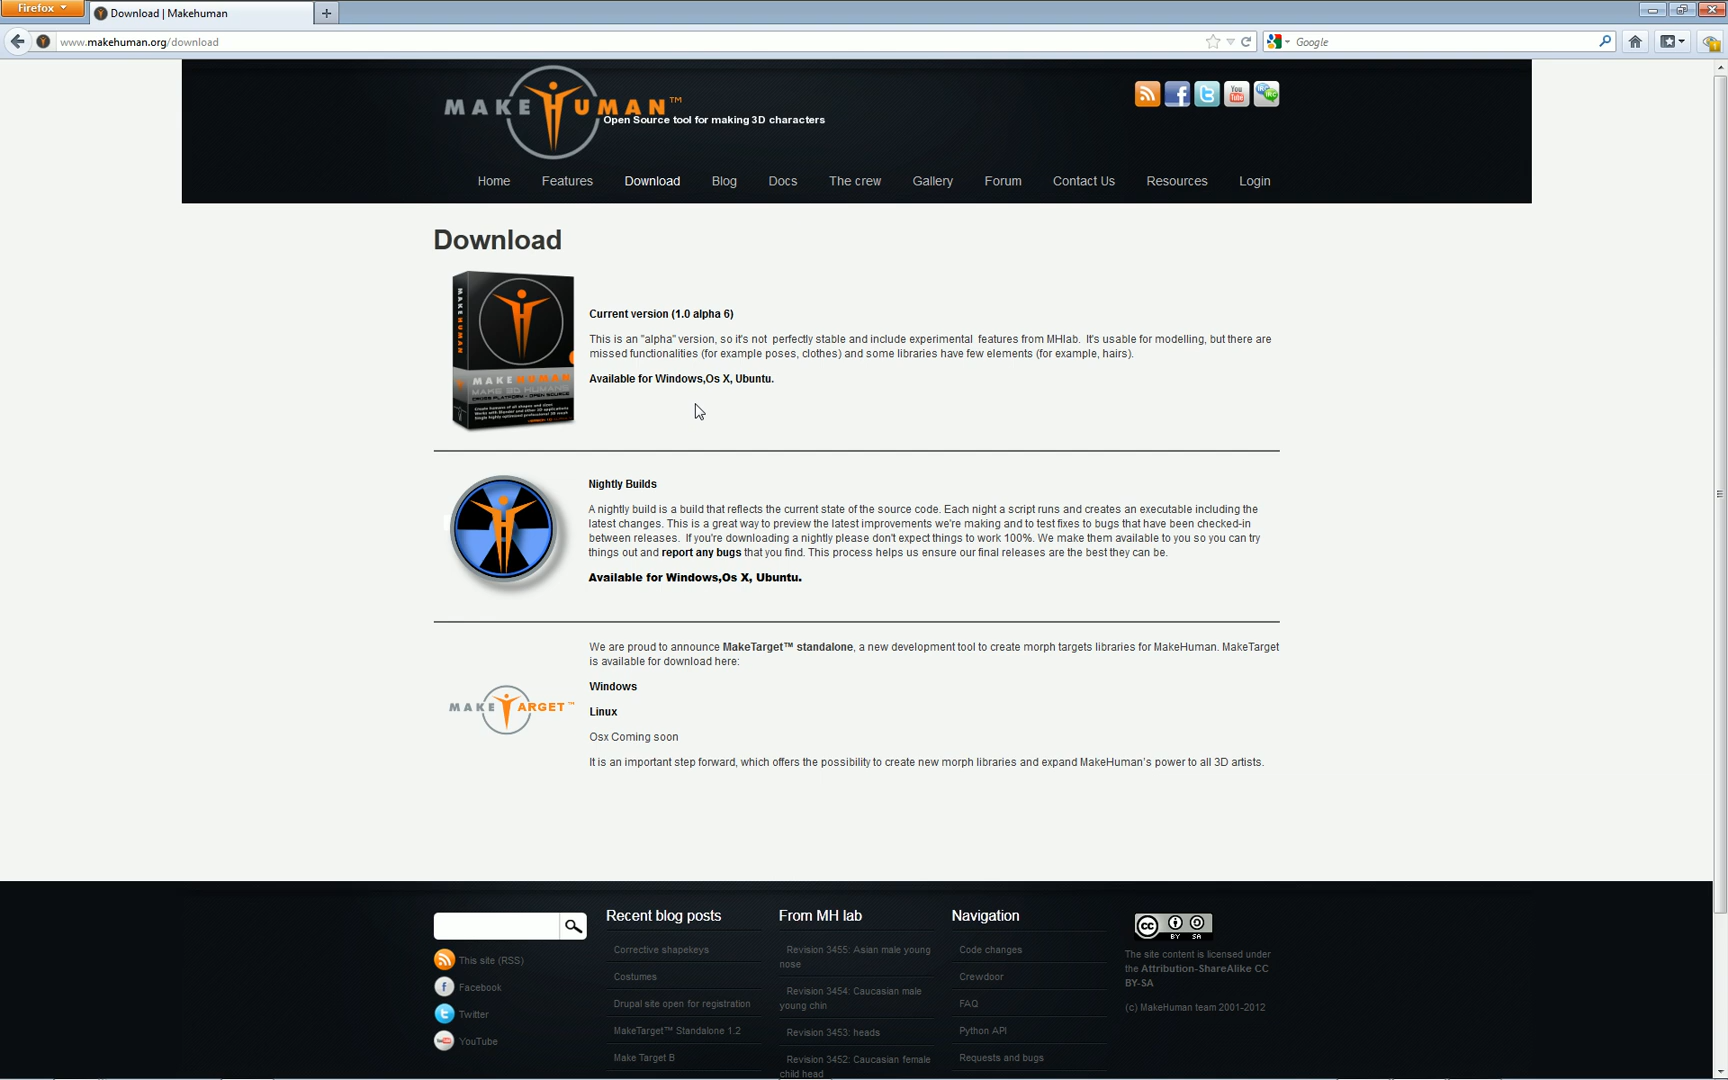 Firefox
Download | Makehuman
www.makehuman.org/download
Google
MAKEHUMAN™
Open Source tool for making 3D characters
Home Features Download Blog Docs The crew Gallery Forum Contact Us Resources Login
Download
Current version (1.0 alpha 6)
This is an "alpha" version, so it's not perfectly stable and include experimental features from MHlab. It's usable for modelling, but there are
missed functionalities (for example poses, clothes) and some libraries have few elements (for example, hairs).
Available for Windows,Os X, Ubuntu.
MAKEHUMAN
MAKEHUMAN
MAKE 3D HUMANS
Nightly Builds
A nightly build is a build that reflects the current state of the source code. Each night a script runs and creates an executable including the
latest changes. This is a great way to preview the latest improvements we're making and to test fixes to bugs that have been checked-in
between releases. If you're downloading a nightly please don't expect things to work 100%. We make them available to you so you can try
things out and report any bugs that you find. This process helps us ensure our final releases are the best they can be.
Available for Windows,Os X, Ubuntu.
We are proud to announce MakeTarget™ standalone, a new development tool to create morph targets libraries for MakeHuman. MakeTarget
is available for download here:
Windows
MAKETARGET™
Linux
Osx Coming soon
It is an important step forward, which offers the possibility to create new morph libraries and expand MakeHuman's power to all 3D artists.
This site (RSS)
Facebook
Twitter
YouTube
Recent blog posts
Corrective shapekeys
Costumes
Drupal site open for registration
MakeTarget™ Standalone 1.2
Make Target B
From MH lab
Revision 3455: Asian male young
nose
Revision 3454: Caucasian male
young chin
Revision 3453: heads
Revision 3452: Caucasian female
child head
Navigation
Code changes
Crewdoor
FAQ
Python API
Requests and bugs
cc BY SA
The site content is licensed under
the Attribution-ShareAlike CC
BY-SA
(c) MakeHuman team 2001-2012